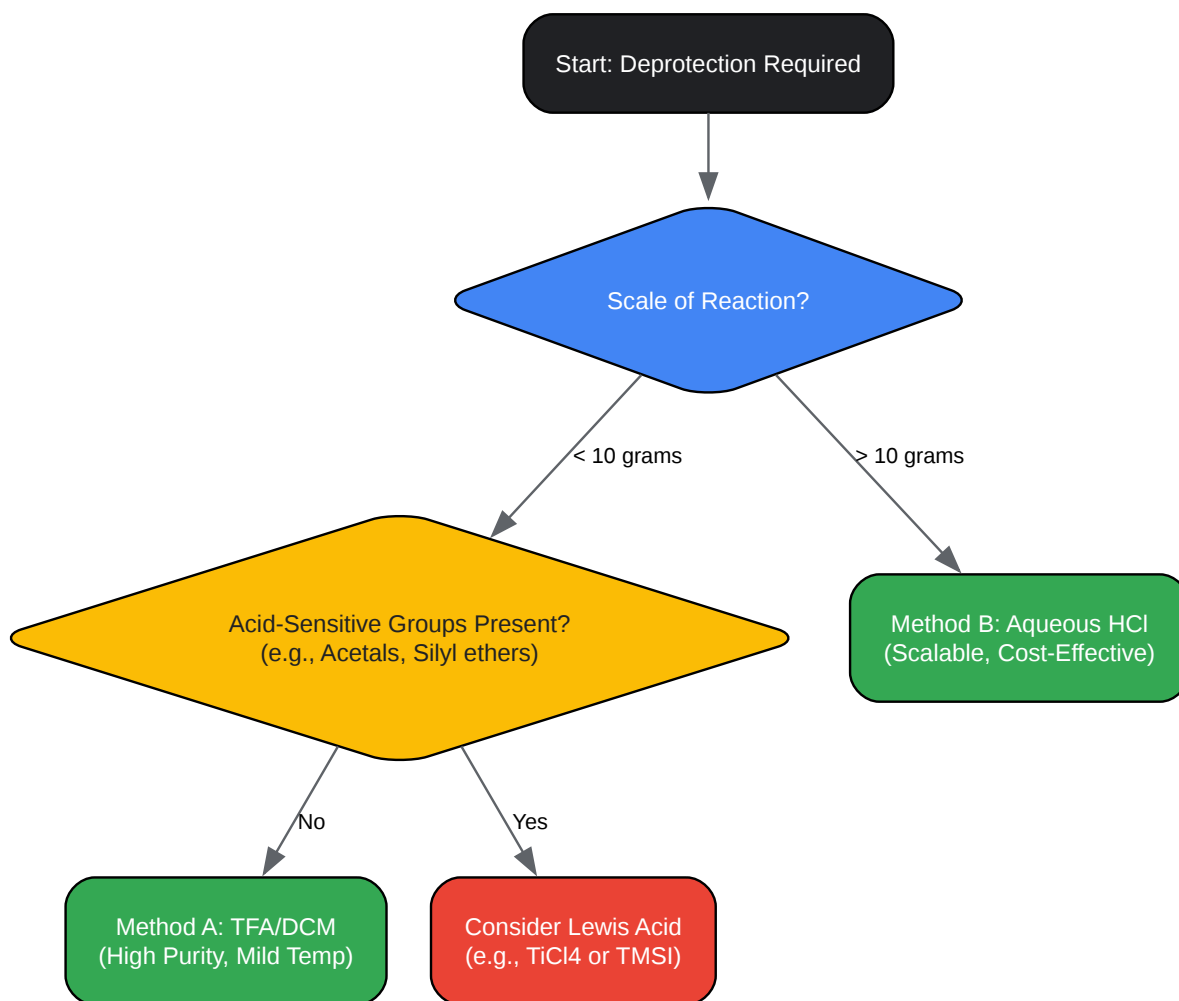 Start: Deprotection Required
Scale of Reaction?
< 10 grams
> 10 grams
Acid-Sensitive Groups Present?
(e.g., Acetals, Silyl ethers)
Method B: Aqueous HCl
(Scalable, Cost-Effective)
No
Yes
Method A: TFA/DCM
(High Purity, Mild Temp)
Consider Lewis Acid
(e.g., TiCl4 or TMSI)